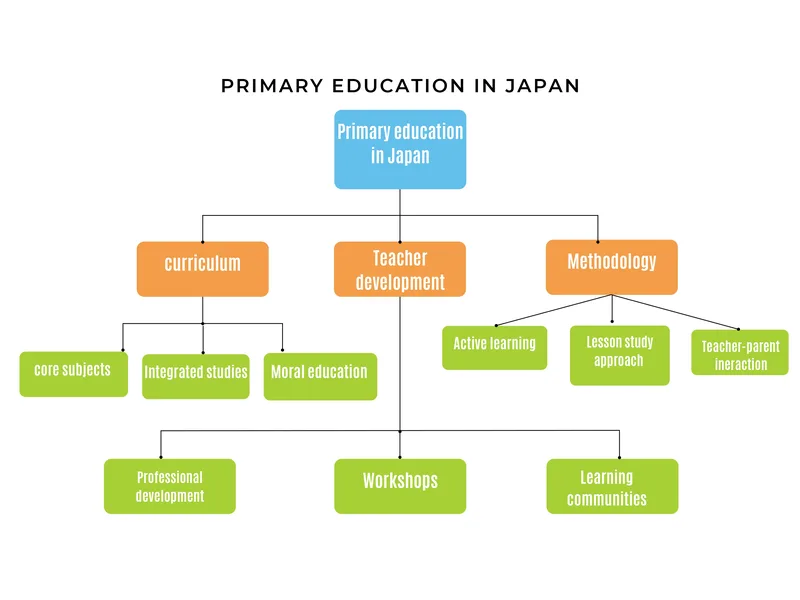 PRIMARY EDUCATION IN JAPAN
Primary education
in Japan
curriculum
Teacher
development
Methodology
core subjects
Integrated studies
Moral education
Active learning
Lesson study
approach
Teacher-parent
ineraction
Professional
development
Workshops
Learning
communities